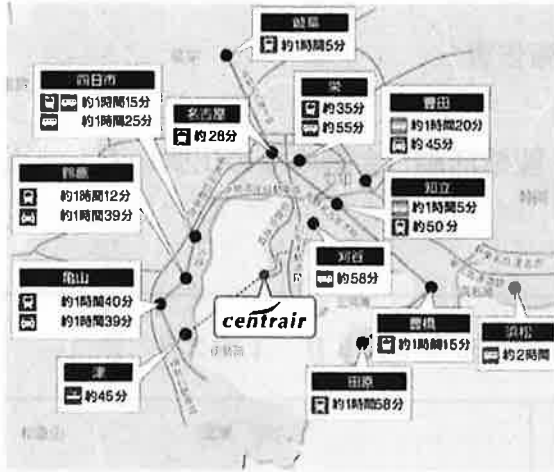 岐阜
約1時間5分
四日市
約1時間15分
約1時間25分
名古屋
約28分
栄
約35分
約55分
豊田
約1時間20分
約45分
鈴鹿
約1時間12分
約1時間39分
知立
約1時間5分
約50分
亀山
約1時間40分
約1時間39分
刈谷
約58分
centrair
豊橋
約1時間15分
浜松
約2時間
津
約45分
田原
約1時間58分